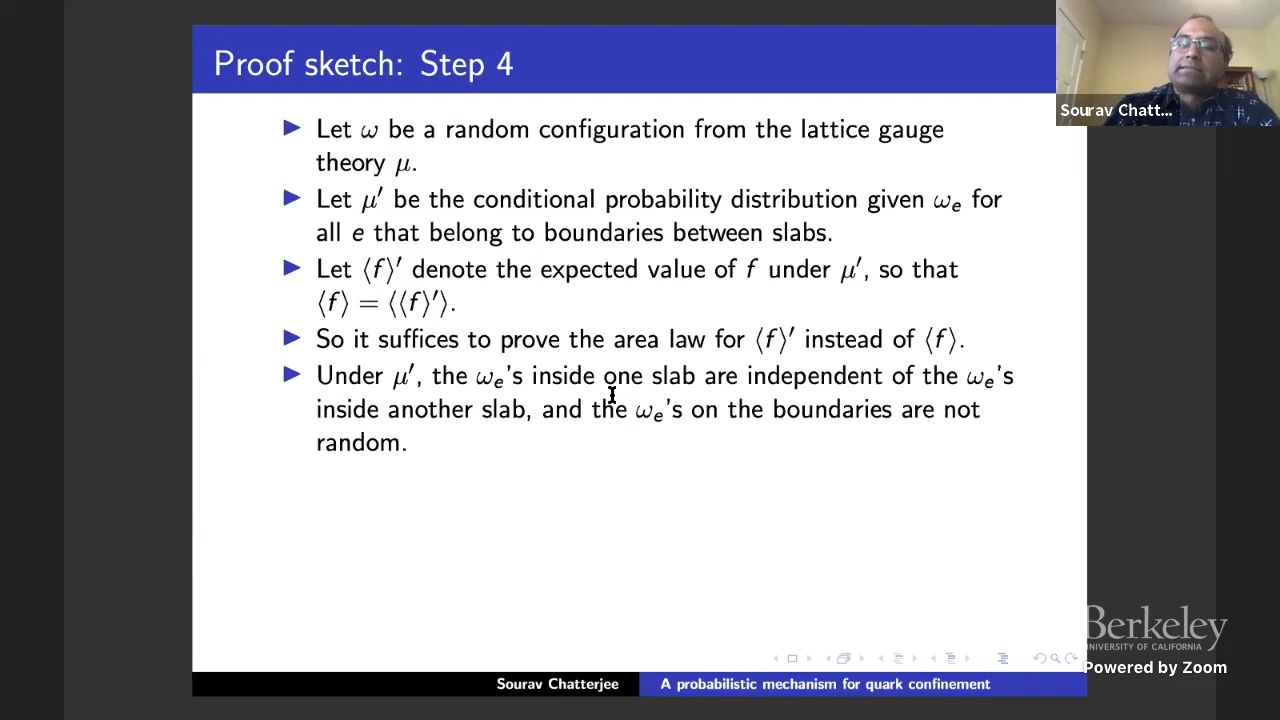 Proof sketch: Step 4
Sourav Chatt...
▶ Let ω be a random configuration from the lattice gauge
theory μ.
▶ Let μ′ be the conditional probability distribution given ωₑ for
all e that belong to boundaries between slabs.
▶ Let ⟨f⟩′ denote the expected value of f under μ′, so that
⟨f⟩ = ⟨⟨f⟩′⟩.
▶ So it suffices to prove the area law for ⟨f⟩′ instead of ⟨f⟩.
▶ Under μ′, the ωₑ's inside one slab are independent of the ωₑ's
inside another slab, and the ωₑ's on the boundaries are not
random.
Berkeley
UNIVERSITY OF CALIFORNIA
Powered by Zoom
Sourav Chatterjee
A probabilistic mechanism for quark confinement